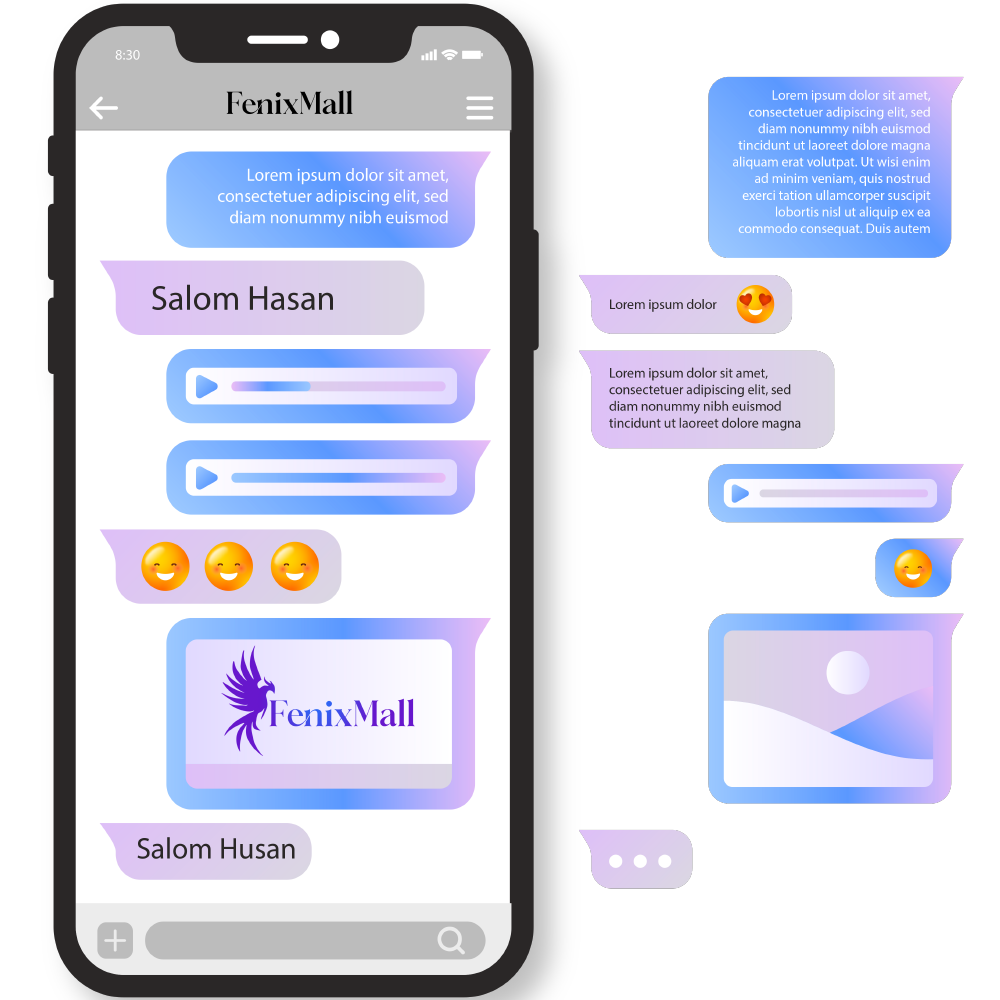 8:30
FenixMall
Lorem ipsum dolor sit amet,
consectetuer adipiscing elit, sed
diam nonummy nibh euismod
Salom Hasan
FenixMall
Salom Husan
Lorem ipsum dolor sit amet,
consectetuer adipiscing elit, sed
diam nonummy nibh euismod
tincidunt ut laoreet dolore magna
aliquam erat volutpat. Ut wisi enim
ad minim veniam, quis nostrud
exerci tation ullamcorper suscipit
lobortis nisl ut aliquip ex ea
commodo consequat. Duis autem
Lorem ipsum dolor
Lorem ipsum dolor sit amet,
consectetuer adipiscing elit, sed
diam nonummy nibh euismod
tincidunt ut laoreet dolore magna